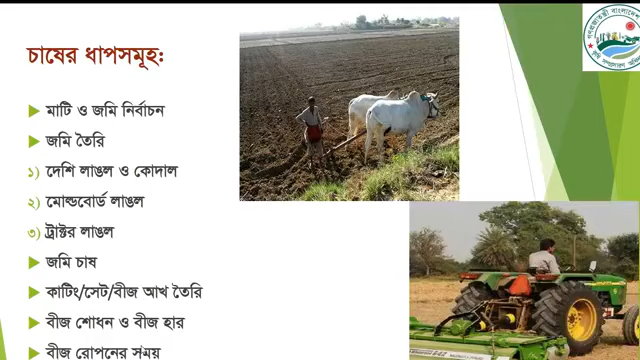 চাষের ধাপসমূহ:
মাটি ও জমি নির্বাচন
জমি তৈরি
১) দেশি লাঙল ও কোদাল
২) মোল্ডবোর্ড লাঙল
৩) ট্রাক্টর লাঙল
জমি চাষ
কাটিং/সেট/বীজ আখ তৈরি
বীজ শোধন ও বীজ হার
বীজ রোপনের সময়